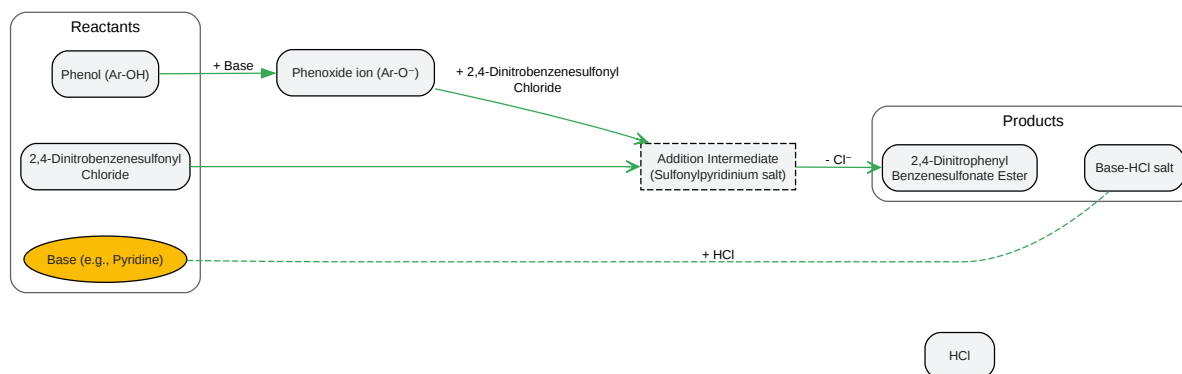 Reactants
Phenol (Ar-OH)
+ Base
Phenoxide ion (Ar-O⁻)
+ 2,4-Dinitrobenzenesulfonyl
Chloride
2,4-Dinitrobenzenesulfonyl
Chloride
Addition Intermediate
(Sulfonylpyridinium salt)
- Cl⁻
Products
2,4-Dinitrophenyl
Benzenesulfonate Ester
Base-HCl salt
Base (e.g., Pyridine)
+ HCl
HCl